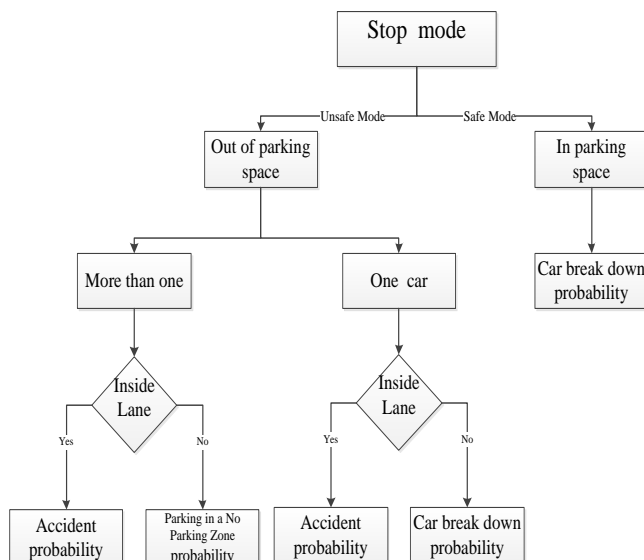 Stop mode
Unsafe Mode
Safe Mode
Out of parking
space
In parking
space
More than one
One car
Car break down
probability
Inside
Lane
Inside
Lane
Yes
No
Yes
No
Accident
probability
Parking in a No
Parking Zone
probability
Accident
probability
Car break down
probability